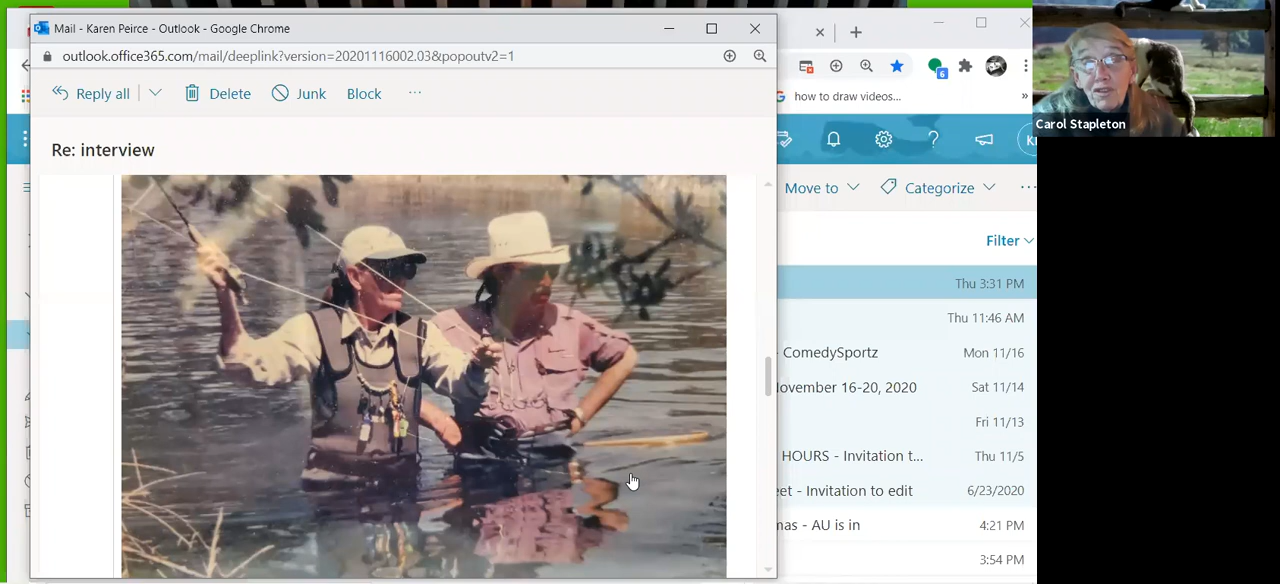 Mail - Karen Peirce - Outlook - Google Chrome
outlook.office365.com/mail/deeplink?version=20201116002.03&popoutv2=1
how to draw videos...
»
6
Reply all
Delete
Junk
Block
...
Carol Stapleton
Re: interview
Move to
Categorize
...
Filter
Thu 3:31 PM
Thu 11:46 AM
- ComedySportz
Mon 11/16
November 16-20, 2020
Sat 11/14
Fri 11/13
HOURS - Invitation t...
Thu 11/5
eet - Invitation to edit
6/23/2020
mas - AU is in
4:21 PM
3:54 PM